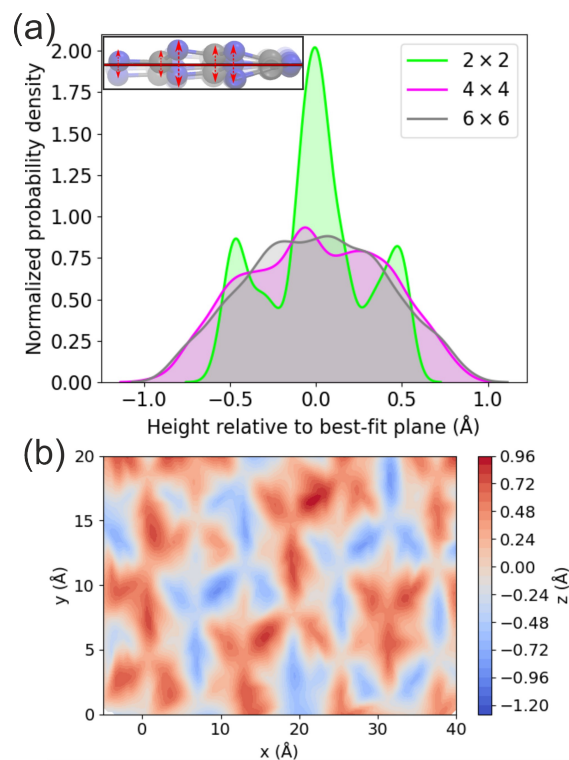 (a)
2.00
1.75
1.50
1.25
1.00
0.75
0.50
0.25
0.00
Normalized probability density
2 × 2
4 × 4
6 × 6
−1.0 −0.5 0.0 0.5 1.0
Height relative to best-fit plane (Å)
(b)
20
15
10
5
0
y (Å)
0 10 20 30 40
x (Å)
0.96
0.72
0.48
0.24
0.00
−0.24
−0.48
−0.72
−0.96
−1.20
z (Å)